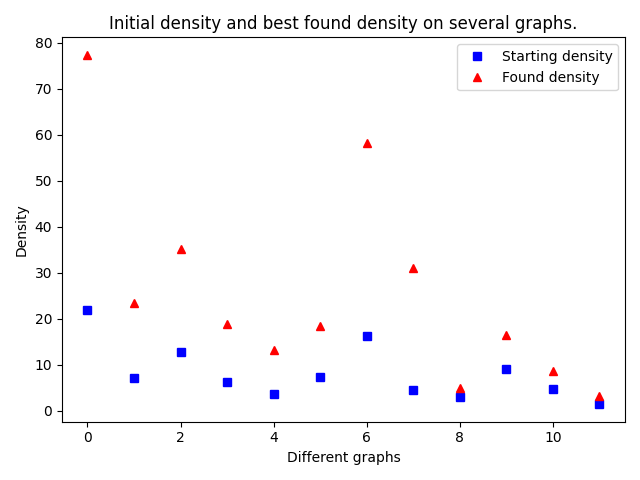 Initial density and best found density on several graphs.
Starting density
Found density
80
70
60
50
40
30
20
10
0
Density
0 2 4 6 8 10
Different graphs